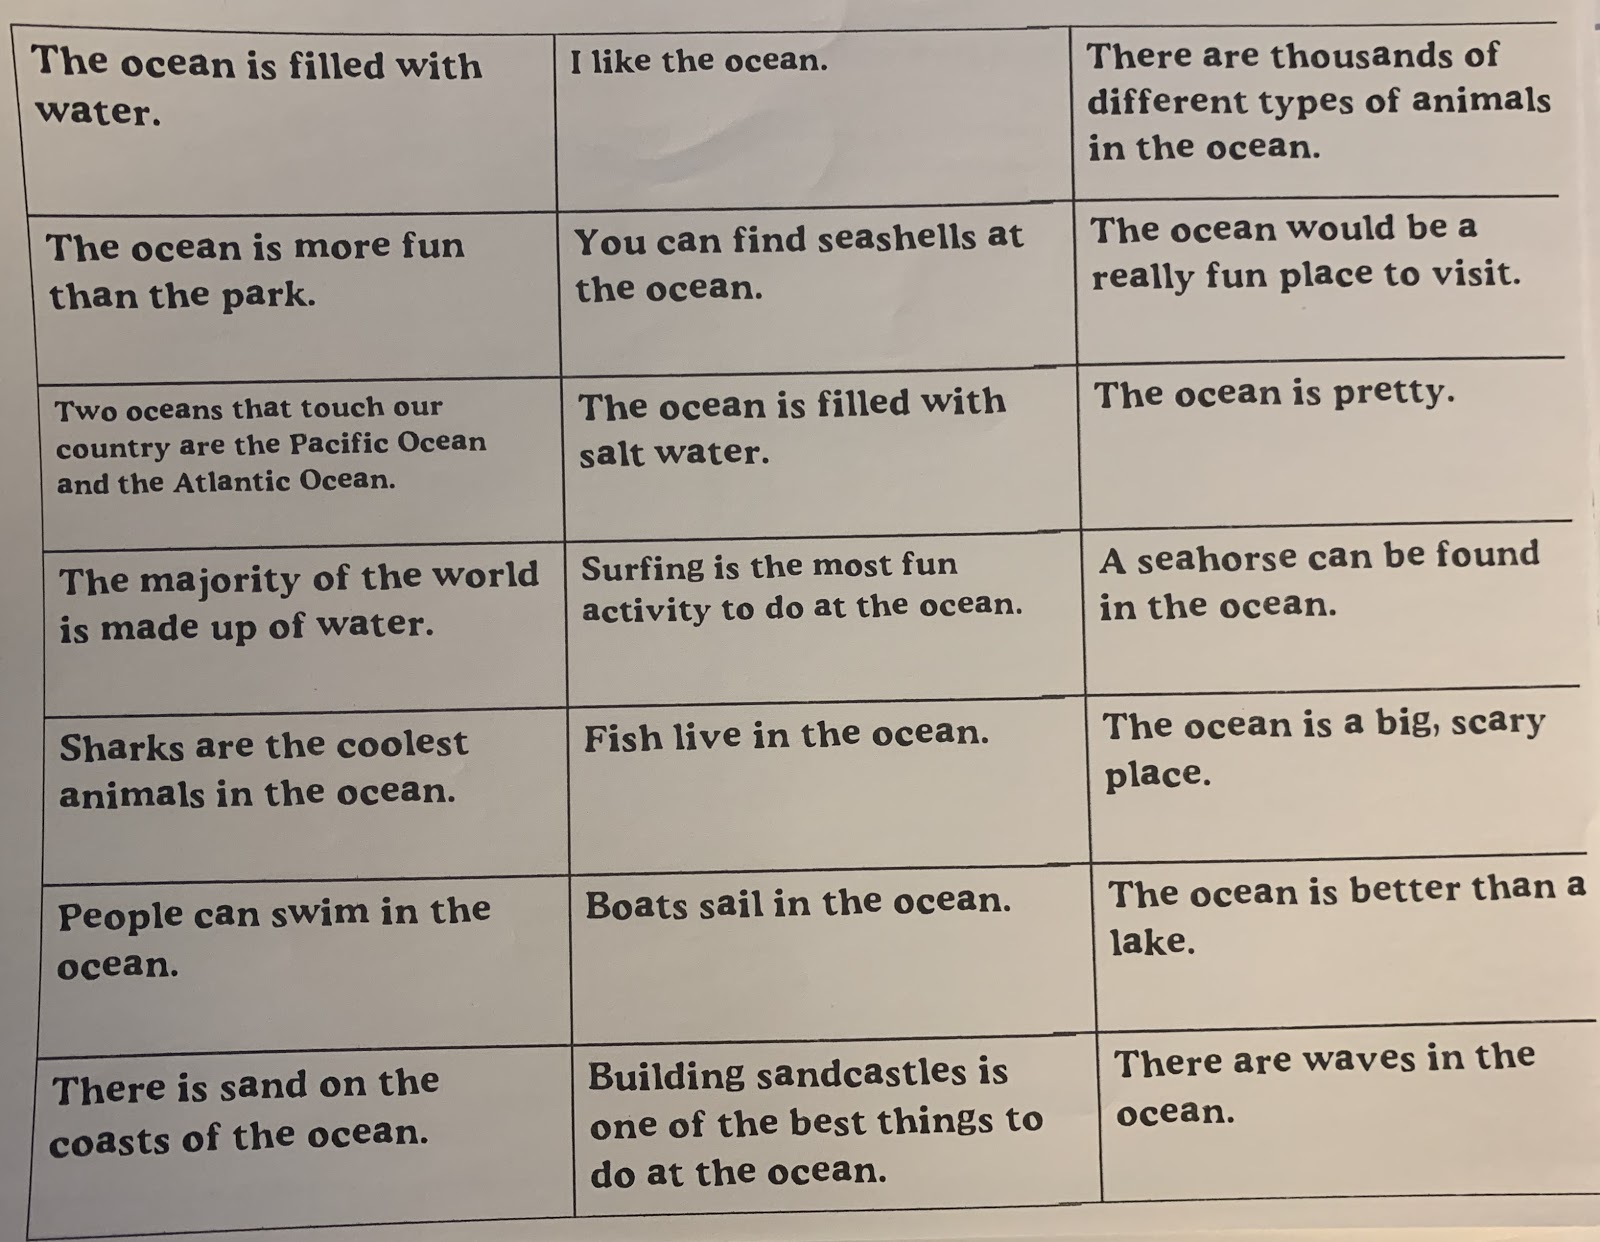 The ocean is filled with
water.
I like the ocean.
There are thousands of
different types of animals
in the ocean.
The ocean is more fun
than the park.
You can find seashells at
the ocean.
The ocean would be a
really fun place to visit.
Two oceans that touch our
country are the Pacific Ocean
and the Atlantic Ocean.
The ocean is filled with
salt water.
The ocean is pretty.
The majority of the world
is made up of water.
Surfing is the most fun
activity to do at the ocean.
A seahorse can be found
in the ocean.
Sharks are the coolest
animals in the ocean.
Fish live in the ocean.
The ocean is a big, scary
place.
People can swim in the
ocean.
Boats sail in the ocean.
The ocean is better than a
lake.
There is sand on the
coasts of the ocean.
Building sandcastles is
one of the best things to
do at the ocean.
There are waves in the
ocean.